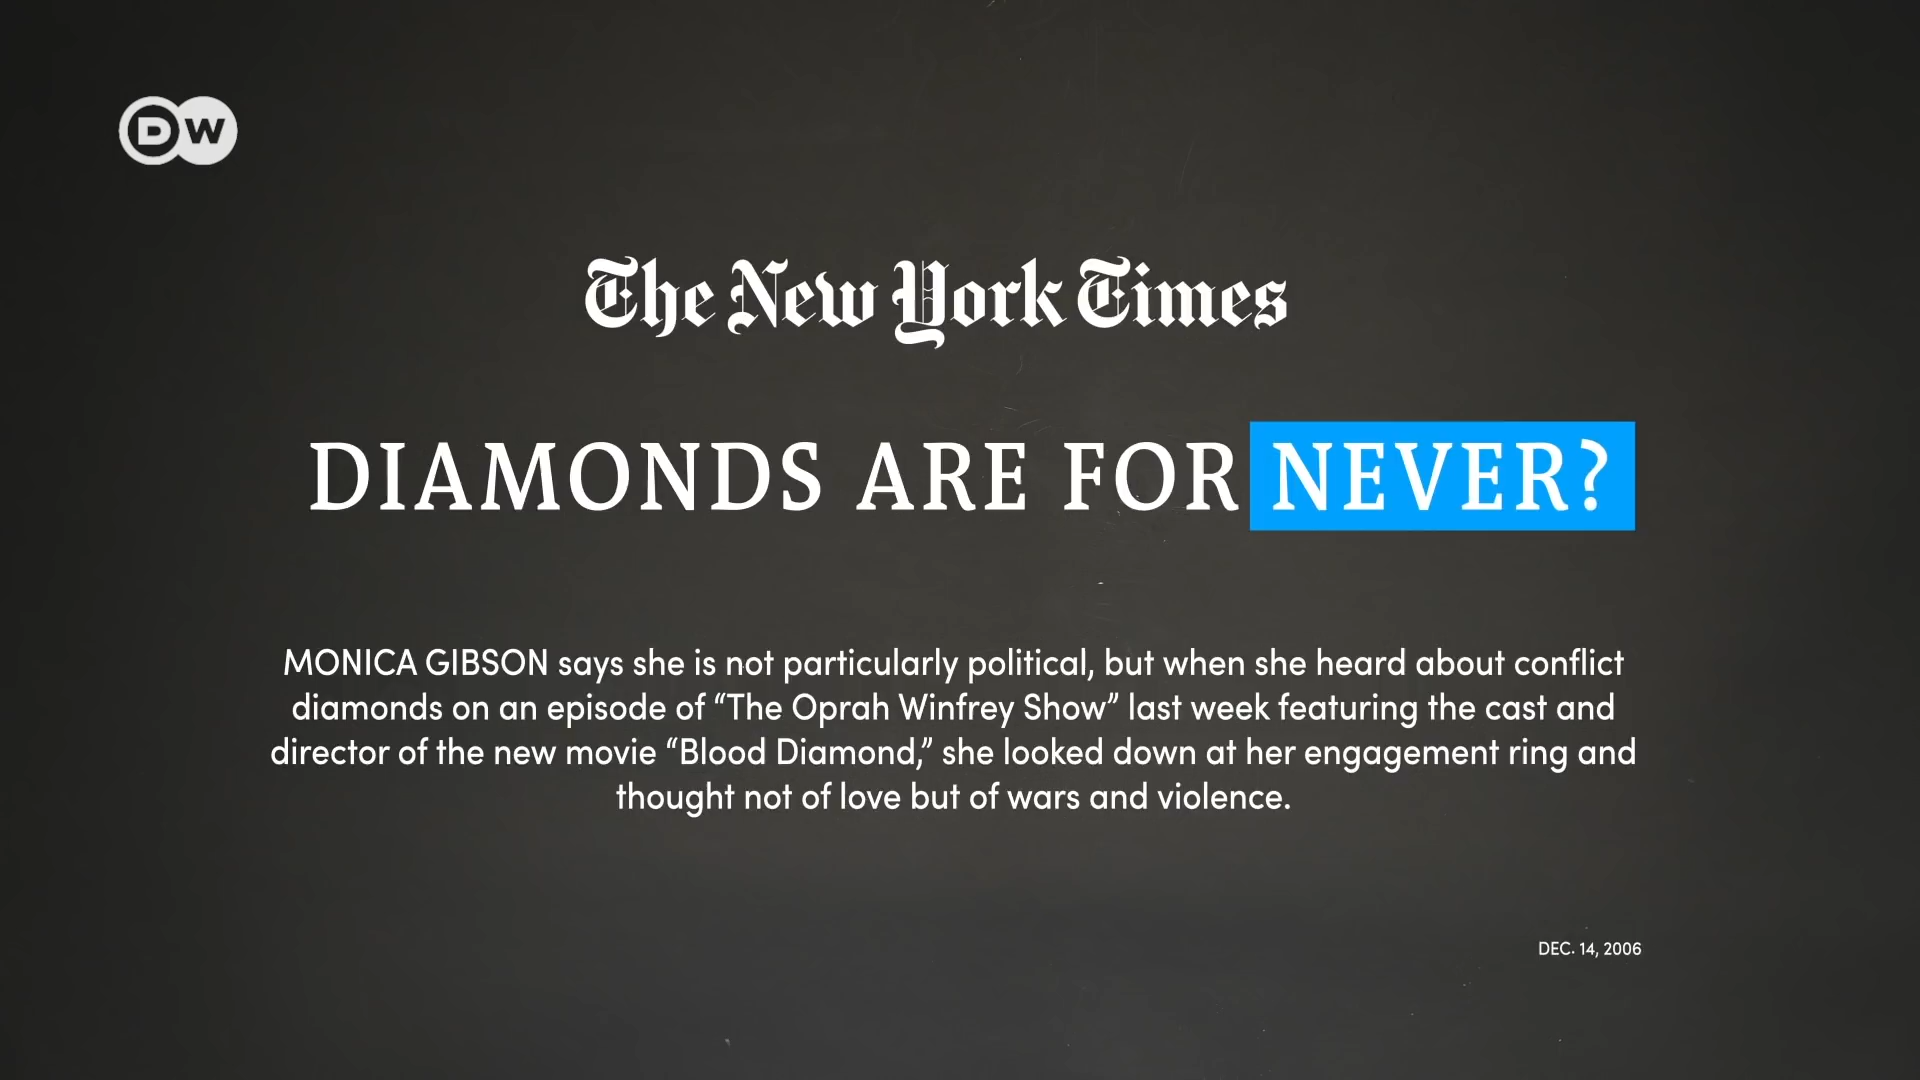 DW
The New York Times
DIAMONDS ARE FOR NEVER?
MONICA GIBSON says she is not particularly political, but when she heard about conflict
diamonds on an episode of “The Oprah Winfrey Show” last week featuring the cast and
director of the new movie “Blood Diamond,” she looked down at her engagement ring and
thought not of love but of wars and violence.
DEC. 14, 2006